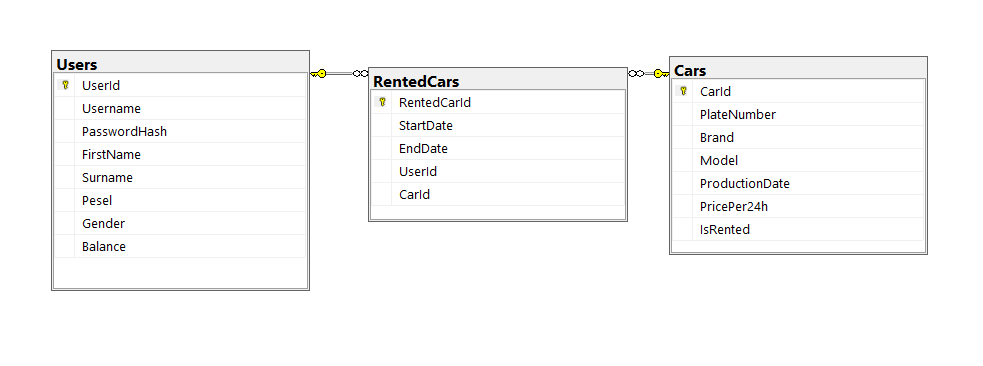 Users
UserId
Username
PasswordHash
FirstName
Surname
Pesel
Gender
Balance
RentedCars
RentedCarId
StartDate
EndDate
UserId
CarId
Cars
CarId
PlateNumber
Brand
Model
ProductionDate
PricePer24h
IsRented